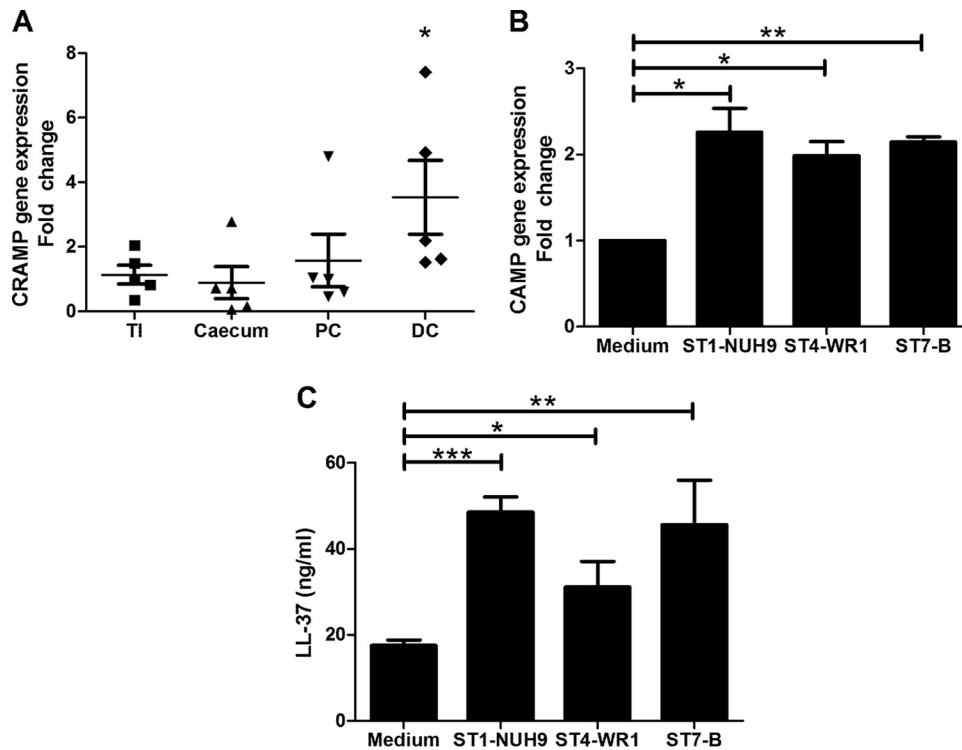 A
*
CRAMP gene expression
Fold change
8
6
4
2
0
TI Caecum PC DC
B
**
*
*
CAMP gene expression
Fold change
3
2
1
0
Medium ST1-NUH9 ST4-WR1 ST7-B
C
**
*
***
LL-37 (ng/ml)
60
40
20
0
Medium ST1-NUH9 ST4-WR1 ST7-B